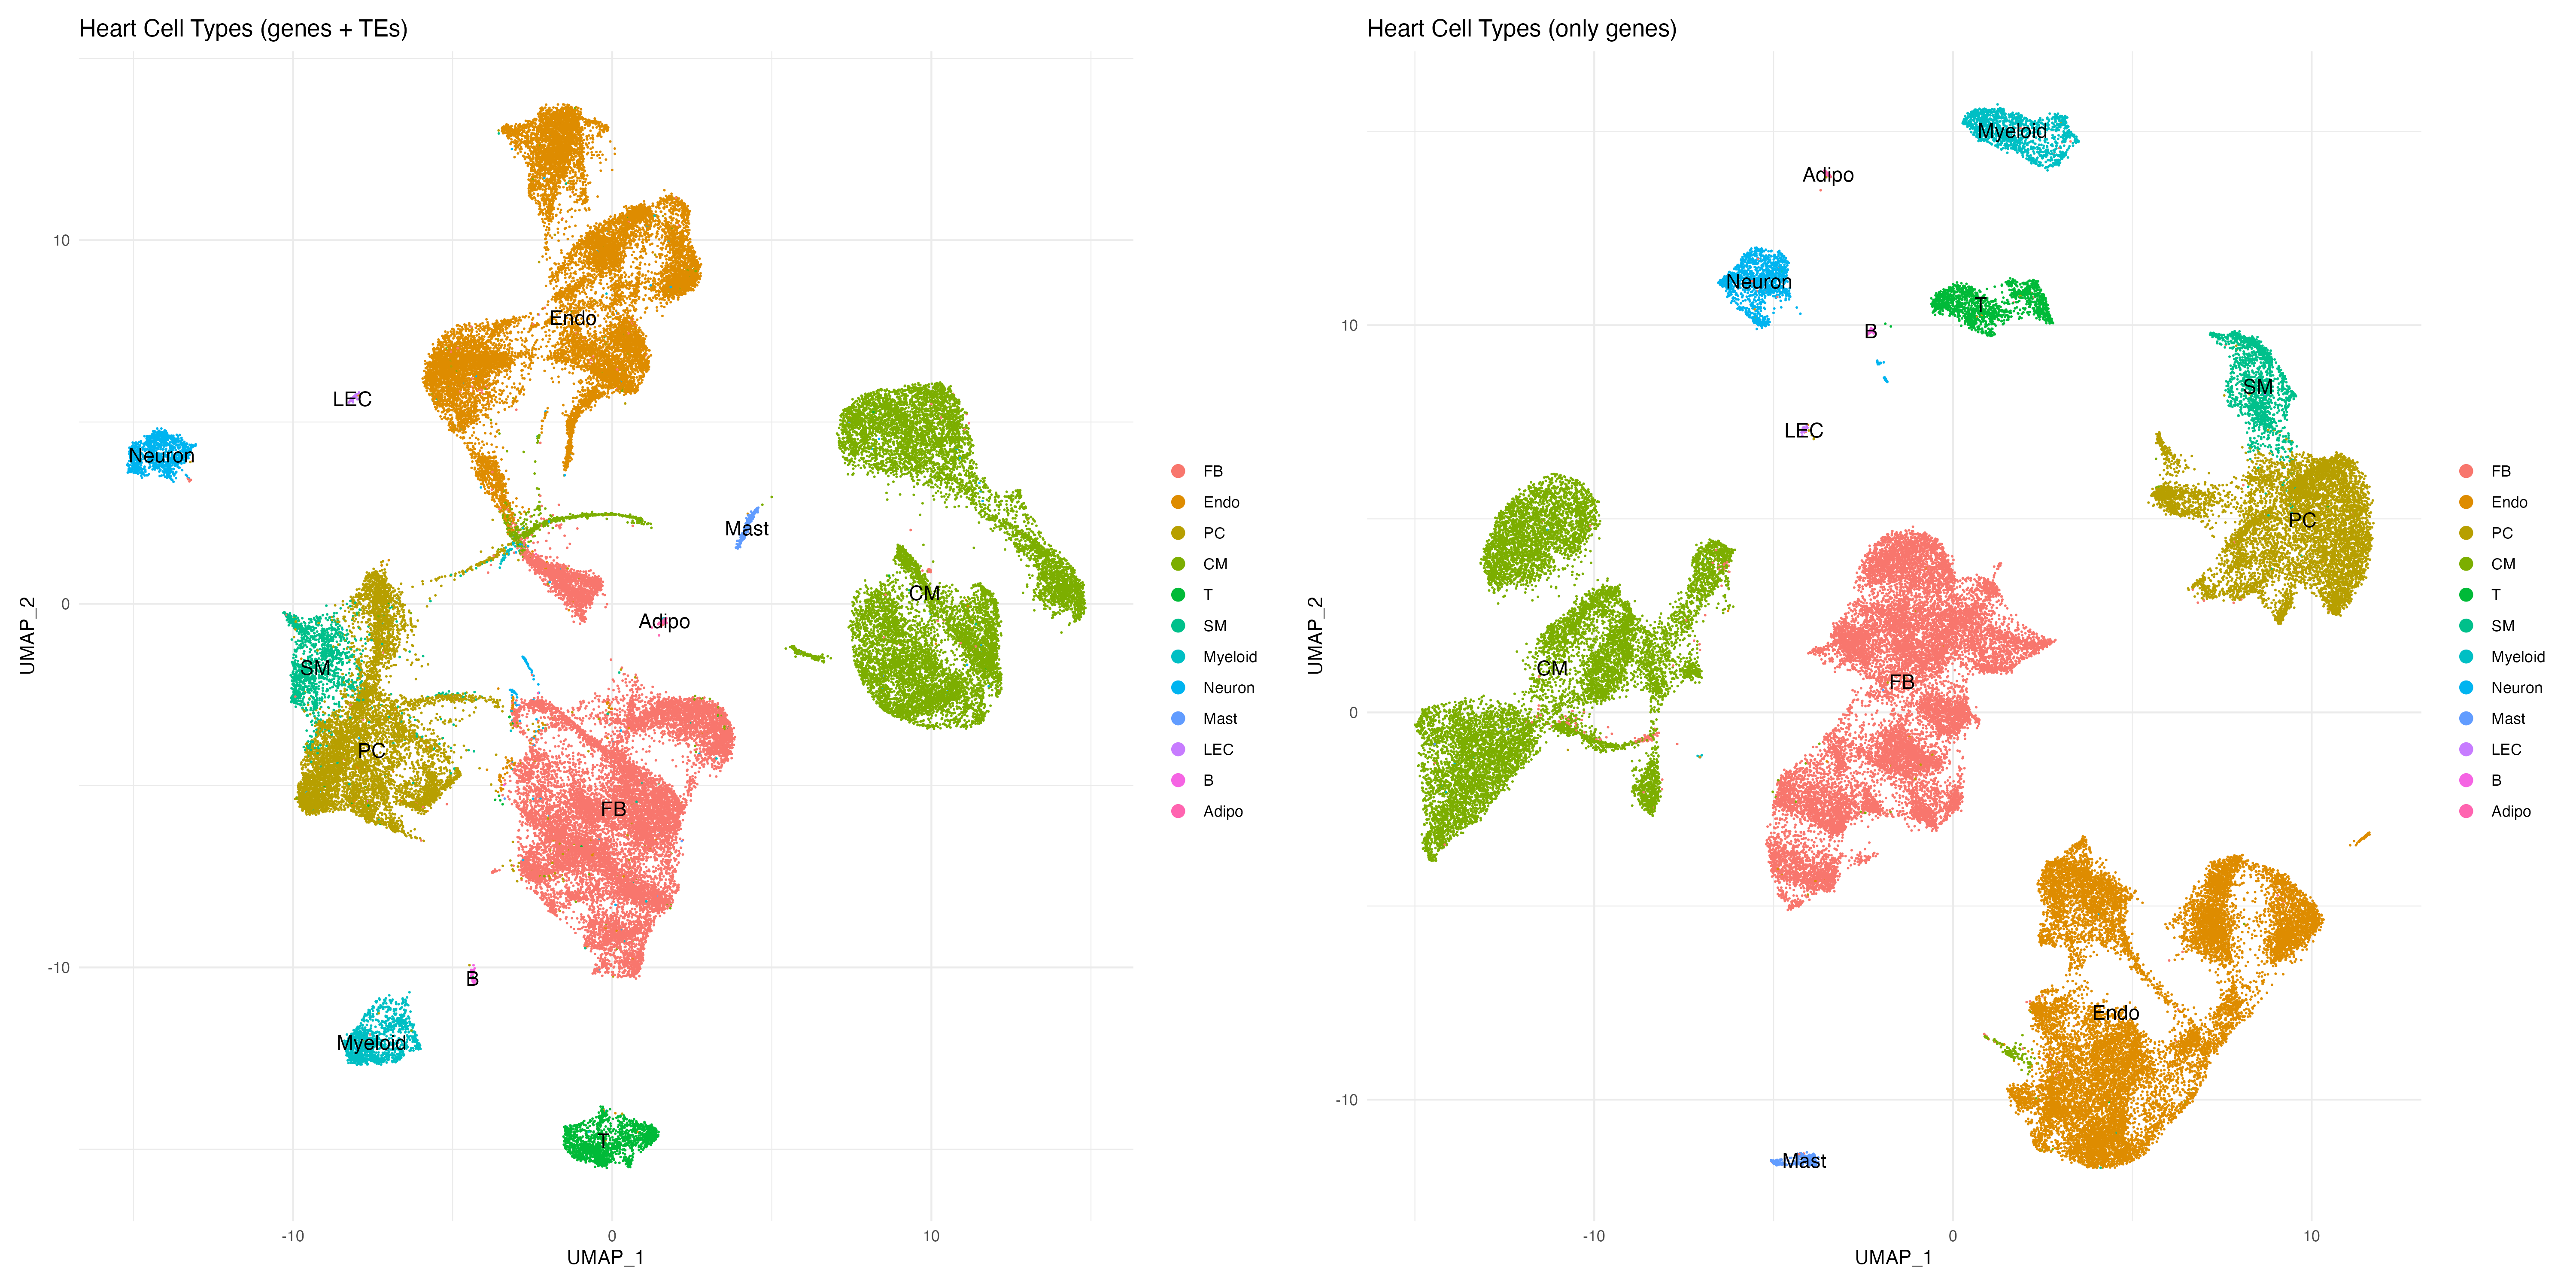 Heart Cell Types (genes + TEs)
10
0
-10
-10
0
10
UMAP_2
UMAP_1
Endo
LEC
Neuron
Mast
CM
Adipo
SM
PC
FB
B
Myeloid
T
FB
Endo
PC
CM
T
SM
Myeloid
Neuron
Mast
LEC
B
Adipo
Heart Cell Types (only genes)
10
0
-10
-10
0
10
UMAP_2
UMAP_1
Myeloid
Adipo
Neuron
T
B
SM
LEC
PC
CM
FB
Endo
Mast
FB
Endo
PC
CM
T
SM
Myeloid
Neuron
Mast
LEC
B
Adipo